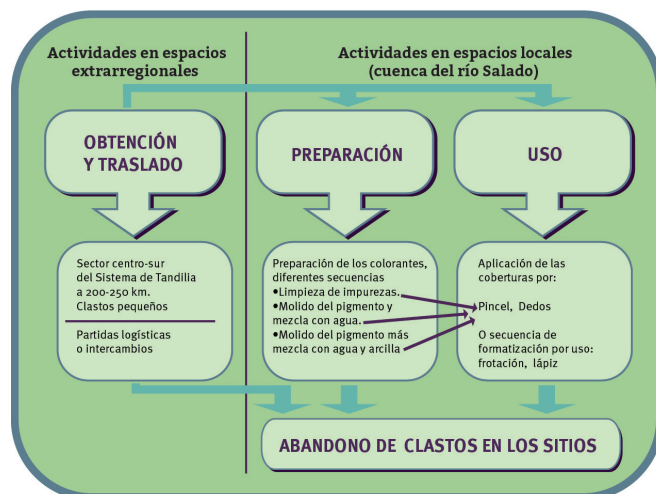 Actividades en espacios
extrarregionales
Actividades en espacios locales
(cuenca del río Salado)
OBTENCIÓN
Y TRASLADO
PREPARACIÓN
USO
Sector centro-sur
del Sistema de Tandilia
a 200-250 km.
Clastos pequeños
Partidas logísticas
o intercambios
Preparación de los colorantes,
diferentes secuencias
•Limpieza de impurezas.
•Molido del pigmento y
mezcla con agua.
•Molido del pigmento más
mezcla con agua y arcilla
Aplicación de las
coberturas por:
Pincel, Dedos
O secuencia de
formatización por uso:
frotación, lápiz
ABANDONO DE CLASTOS EN LOS SITIOS